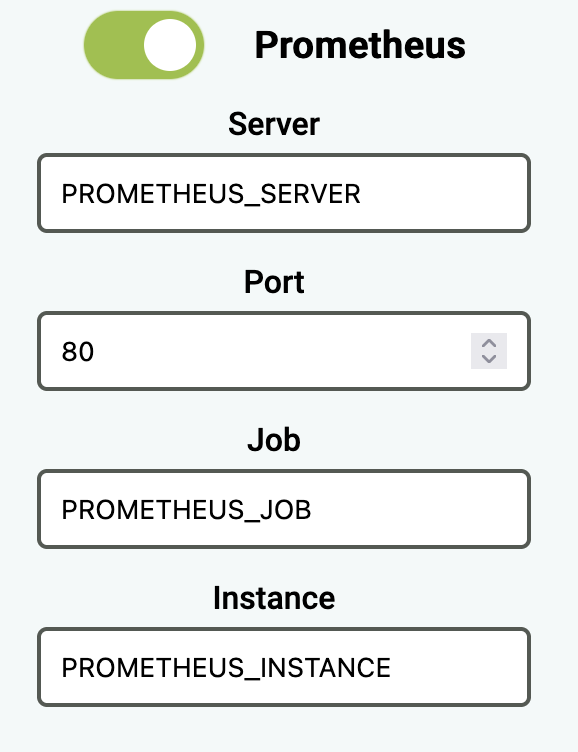 Prometheus
Server
PROMETHEUS_SERVER
Port
80
Job
PROMETHEUS_JOB
Instance
PROMETHEUS_INSTANCE